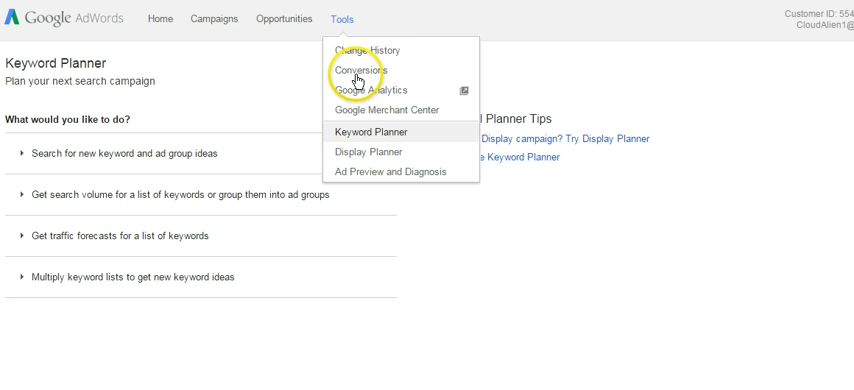 Google AdWords Home Campaigns Opportunities Tools
Customer ID: 554
CloudAlien1@
Keyword Planner
Plan your next search campaign
Change History
Conversions
Google Analytics
Google Merchant Center
Keyword Planner
Display Planner
Ad Preview and Diagnosis
What would you like to do?
Search for new keyword and ad group ideas
Get search volume for a list of keywords or group them into ad groups
Get traffic forecasts for a list of keywords
Multiply keyword lists to get new keyword ideas
Planner Tips
Display campaign? Try Display Planner
Keyword Planner